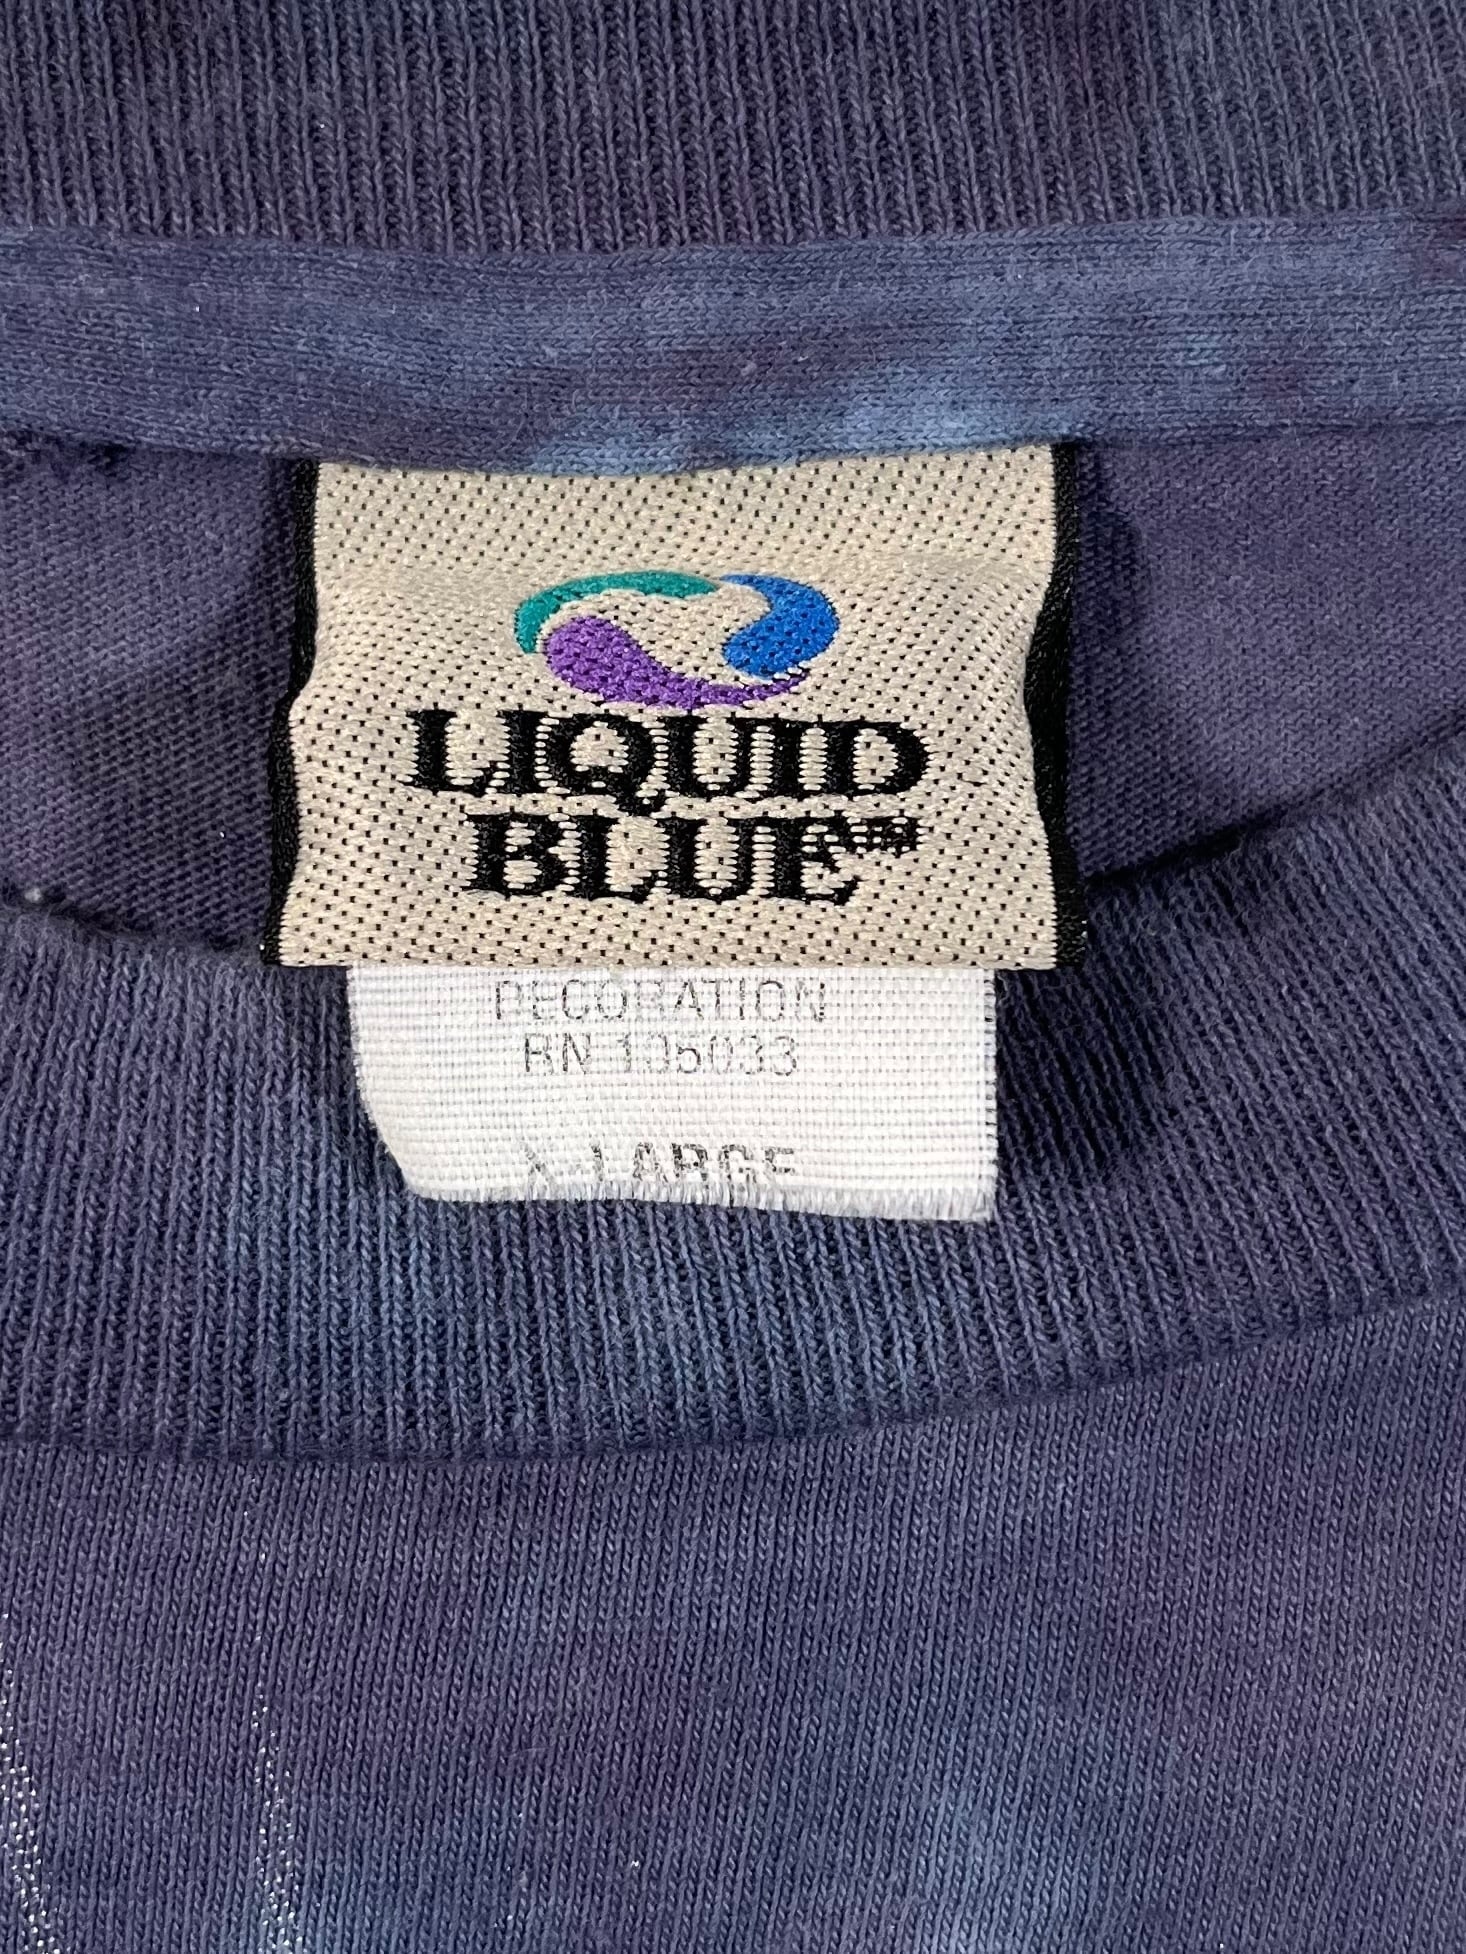 LIQUID
BLUE
DECORATION
RN 105033
X-LARGE